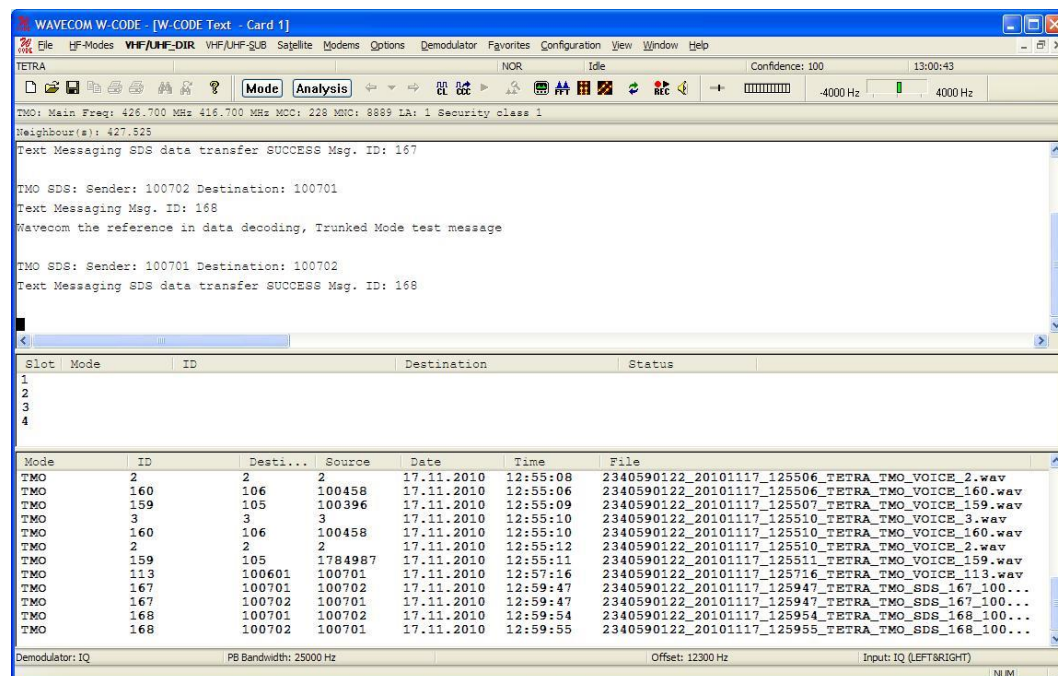 WAVECOM W-CODE - [W-CODE Text - Card 1]
File HF-Modes VHF/UHF-DIR VHF/UHF-SUB Satellite Modems Options Demodulator Favorites Configuration View Window Help
TETRA NOR Idle Confidence: 100 13:00:43
Mode Analysis CL CCT FFT REC -4000 Hz 4000 Hz
TMO: Main Freq: 426.700 MHz 416.700 MHz MCC: 228 MNC: 8889 LA: 1 Security class 1
Neighbour(s): 427.525
Text Messaging SDS data transfer SUCCESS Msg. ID: 167
TMO SDS: Sender: 100702 Destination: 100701
Text Messaging Msg. ID: 168
Wavecom the reference in data decoding, Trunked Mode test message
TMO SDS: Sender: 100701 Destination: 100702
Text Messaging SDS data transfer SUCCESS Msg. ID: 168
Slot Mode ID Destination Status
1
2
3
4
Mode ID Desti... Source Date Time File
TMO 2 2 2 17.11.2010 12:55:08 2340590122_20101117_125506_TETRA_TMO_VOICE_2.wav
TMO 160 106 100458 17.11.2010 12:55:06 2340590122_20101117_125506_TETRA_TMO_VOICE_160.wav
TMO 159 105 100396 17.11.2010 12:55:09 2340590122_20101117_125507_TETRA_TMO_VOICE_159.wav
TMO 3 3 3 17.11.2010 12:55:10 2340590122_20101117_125510_TETRA_TMO_VOICE_3.wav
TMO 160 106 100458 17.11.2010 12:55:10 2340590122_20101117_125510_TETRA_TMO_VOICE_160.wav
TMO 2 2 2 17.11.2010 12:55:12 2340590122_20101117_125510_TETRA_TMO_VOICE_2.wav
TMO 159 105 1784987 17.11.2010 12:55:11 2340590122_20101117_125511_TETRA_TMO_VOICE_159.wav
TMO 113 100601 100701 17.11.2010 12:57:16 2340590122_20101117_125716_TETRA_TMO_VOICE_113.wav
TMO 167 100701 100702 17.11.2010 12:59:47 2340590122_20101117_125947_TETRA_TMO_SDS_167_100...
TMO 167 100702 100701 17.11.2010 12:59:47 2340590122_20101117_125947_TETRA_TMO_SDS_167_100...
TMO 168 100701 100702 17.11.2010 12:59:54 2340590122_20101117_125954_TETRA_TMO_SDS_168_100...
TMO 168 100702 100701 17.11.2010 12:59:55 2340590122_20101117_125955_TETRA_TMO_SDS_168_100...
Demodulator: IQ PB Bandwidth: 25000 Hz Offset: 12300 Hz Input: IQ (LEFT&RIGHT)
NUM